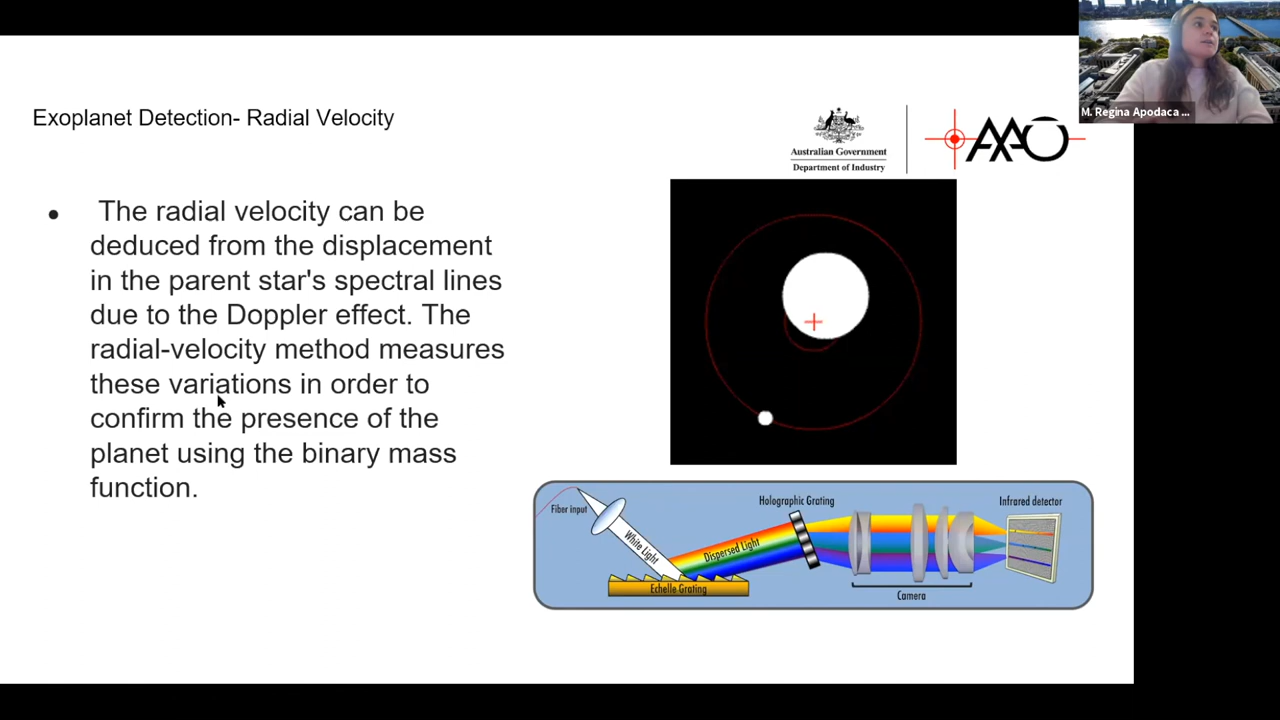 M. Regina Apodaca ...
Exoplanet Detection- Radial Velocity
Australian Government
Department of Industry
AAO
• The radial velocity can be
deduced from the displacement
in the parent star's spectral lines
due to the Doppler effect. The
radial-velocity method measures
these variations in order to
confirm the presence of the
planet using the binary mass
function.
Fiber input
White Light
Echelle Grating
Dispersed Light
Holographic Grating
Camera
Infrared detector